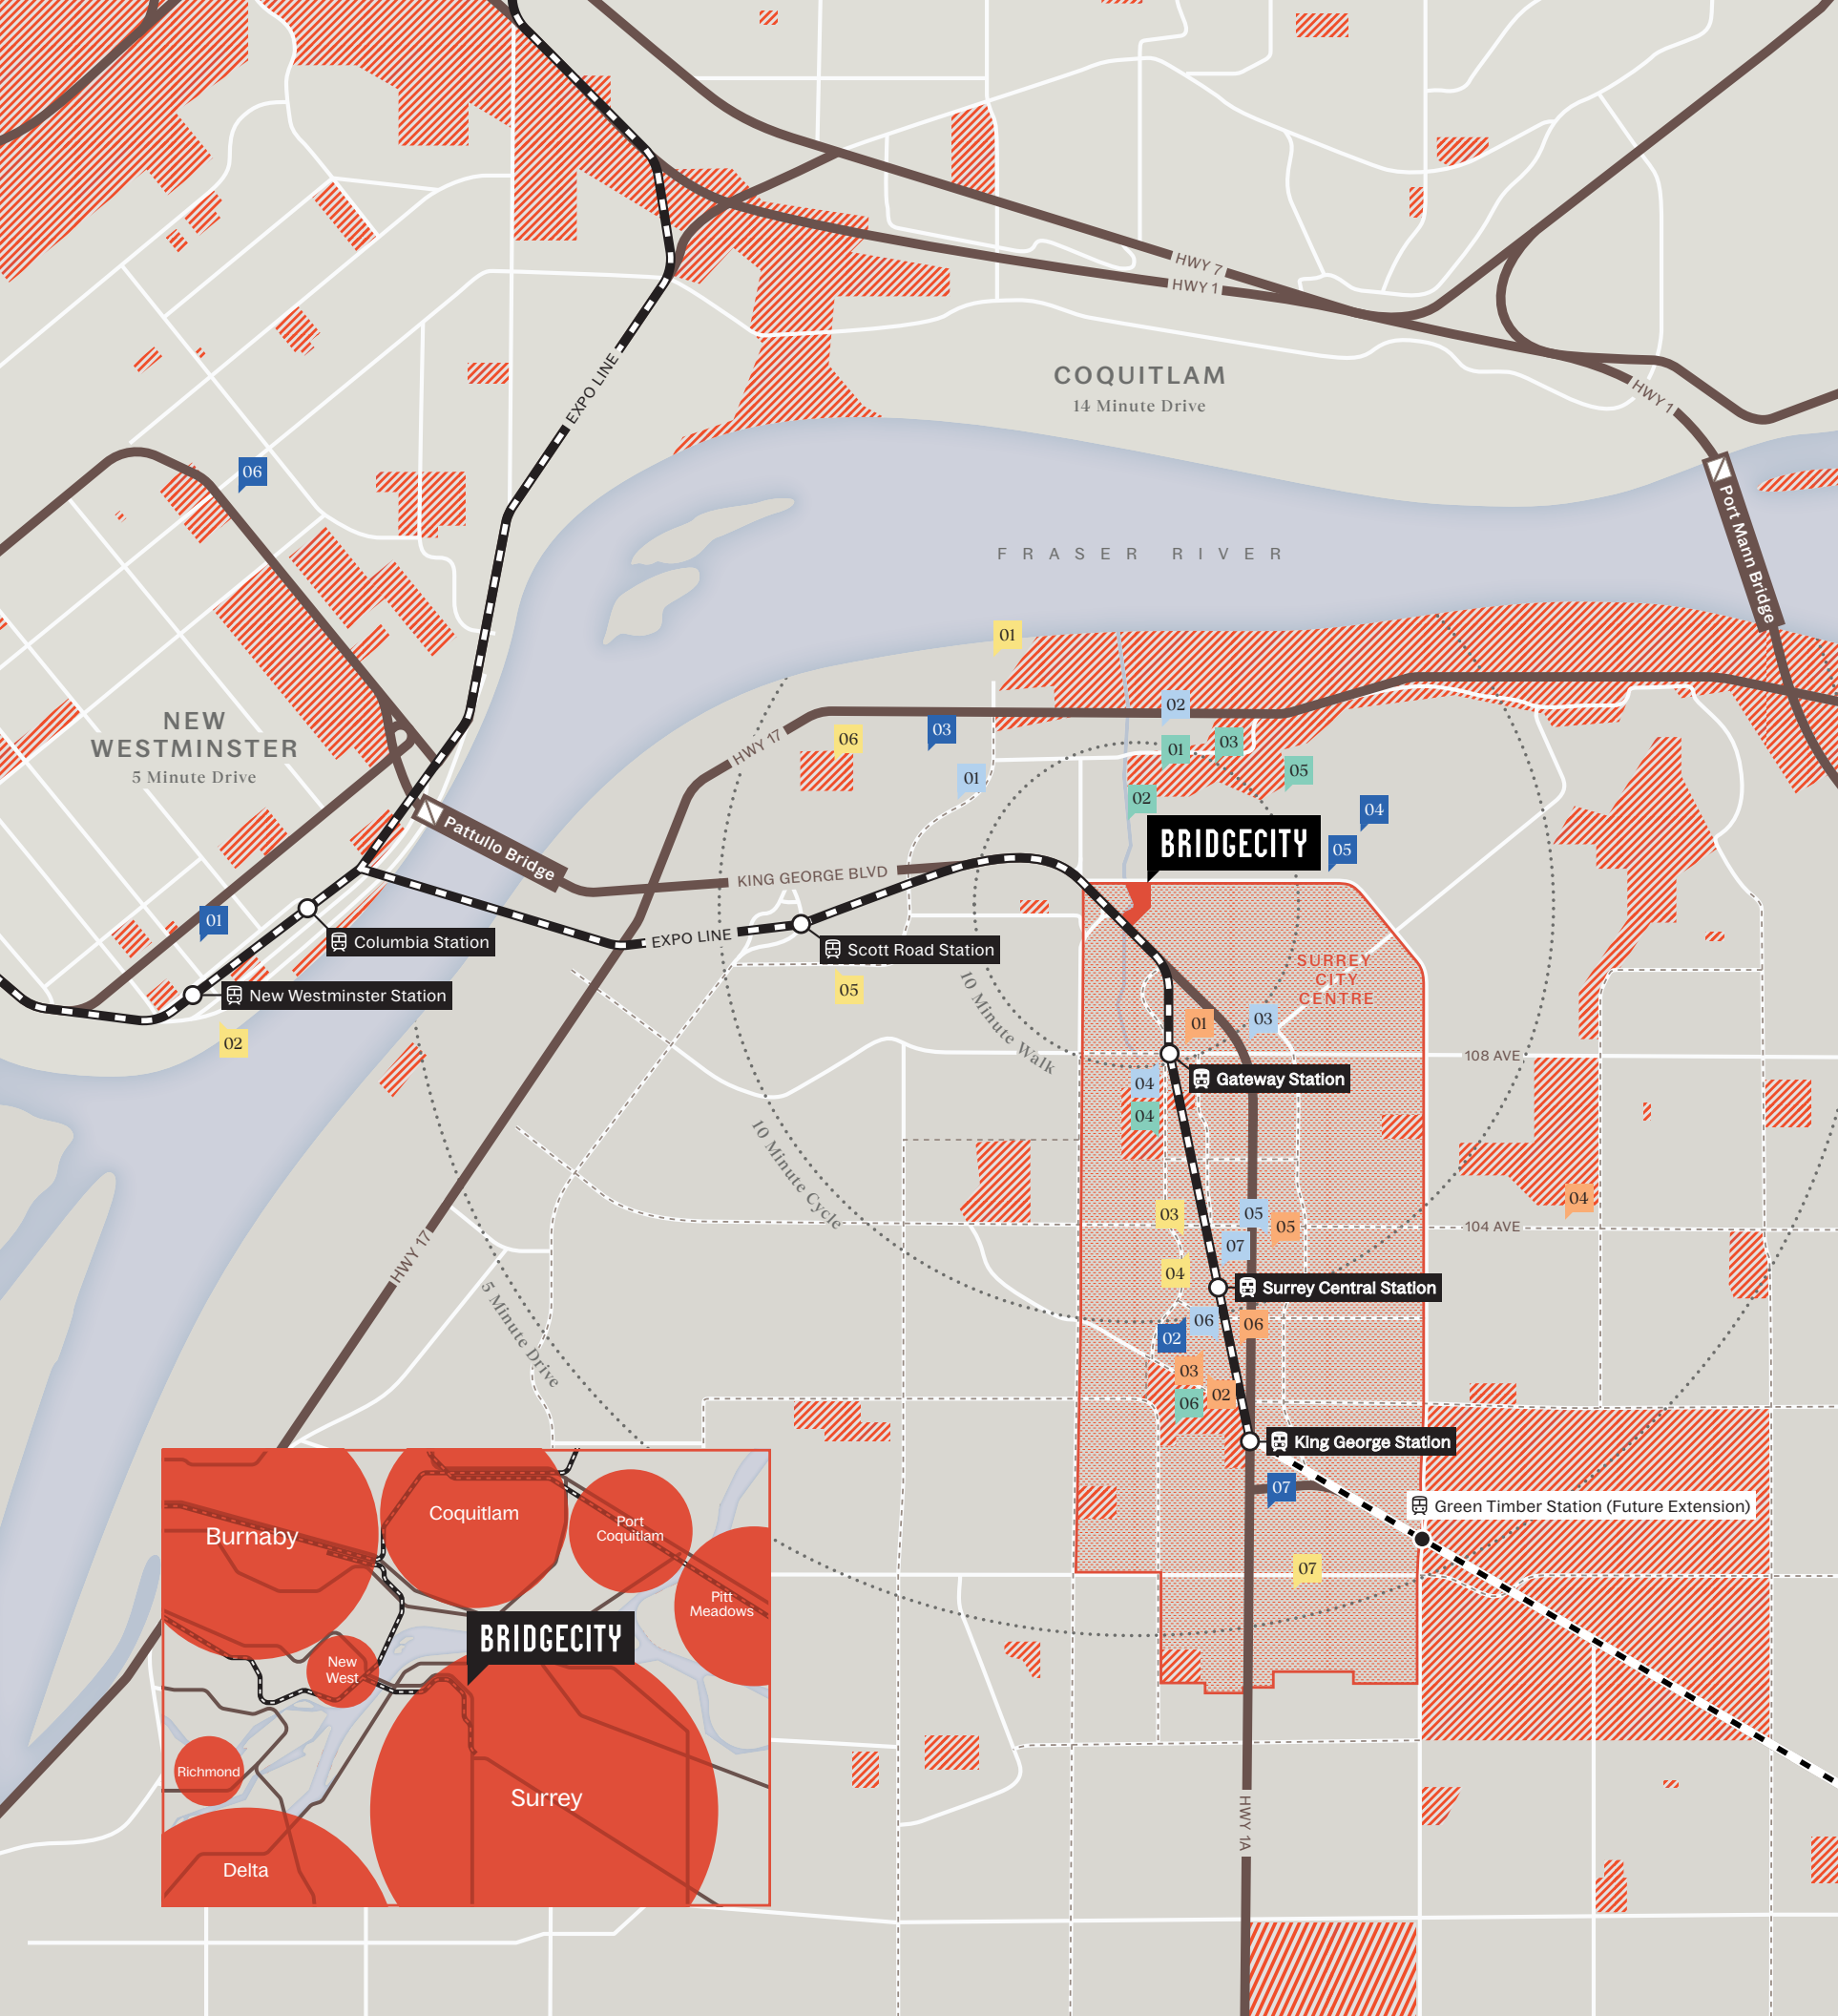 HWY 7
HWY 1
EXPO LINE
COQUITLAM
14 Minute Drive
HWY 1
06
Port Mann Bridge
FRASER RIVER
01
02
NEW
WESTMINSTER
5 Minute Drive
HWY 17
06
03
01
03
01
05
02
04
Pattullo Bridge
BRIDGECITY
05
KING GEORGE BLVD
01
Columbia Station
EXPO LINE
Scott Road Station
SURREY
CITY
CENTRE
New Westminster Station
05
10 Minute Walk
01
03
02
108 AVE
04
Gateway Station
04
10 Minute Cycle
04
03
05
05
104 AVE
HWY 17
07
04
Surrey Central Station
5 Minute Drive
06
06
02
03
02
06
King George Station
07
Green Timber Station (Future Extension)
07
Burnaby
Coquitlam
Port
Coquitlam
Pitt
Meadows
BRIDGECITY
New
West
Richmond
Surrey
Delta
HWY 1A